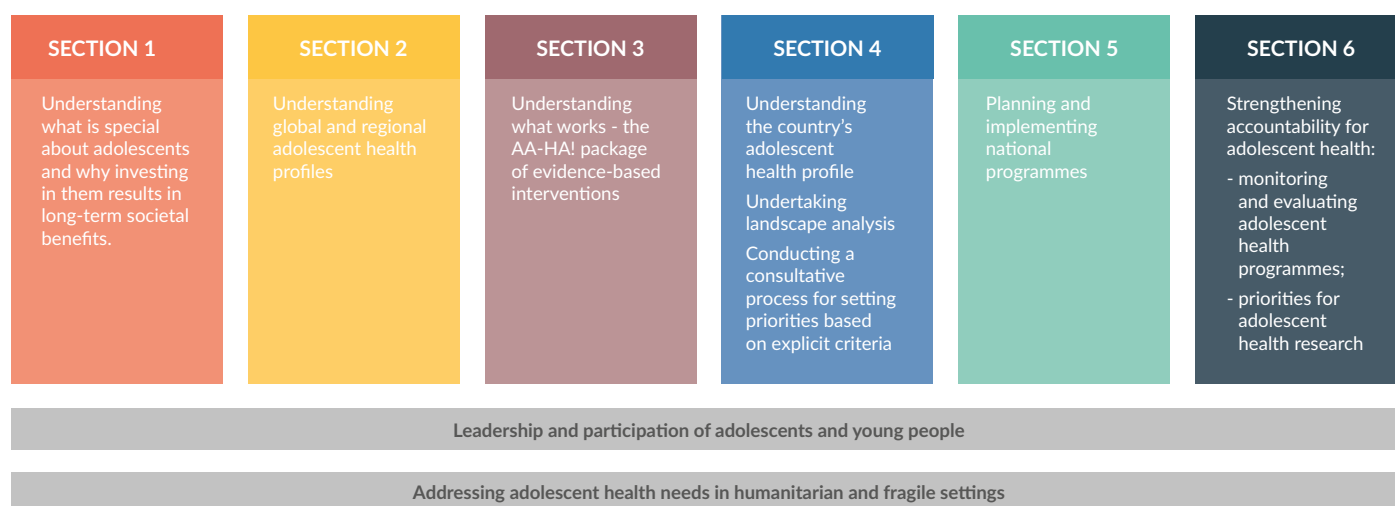 SECTION 1
Understanding
what is special
about adolescents
and why investing
in them results in
long-term societal
benefits.
SECTION 2
Understanding
global and regional
adolescent health
profiles
SECTION 3
Understanding
what works - the
AA-HA! package
of evidence-based
interventions
SECTION 4
Understanding
the country's
adolescent
health profile
Undertaking
landscape analysis
Conducting a
consultative
process for setting
priorities based
on explicit criteria
SECTION 5
Planning and
implementing
national
programmes
SECTION 6
Strengthening
accountability for
adolescent health:
- monitoring
and evaluating
adolescent
health
programmes;
- priorities for
adolescent
health research
Leadership and participation of adolescents and young people
Addressing adolescent health needs in humanitarian and fragile settings